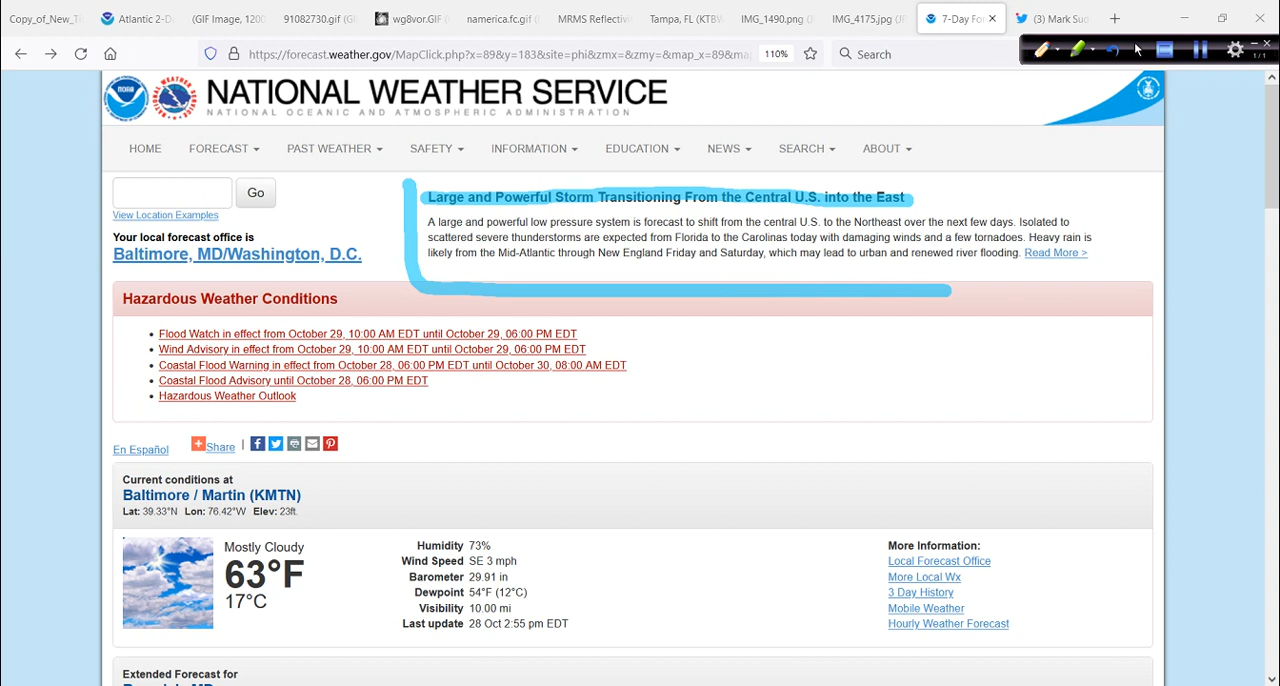 Copy_of_New_T
Atlantic 2-D
(GIF Image, 1200
91082730.gif (GI
wg8vor.GIF (
namerica.fc.gif (
MRMS Reflectivi
Tampa, FL (KTBW
IMG_1490.png (J
IMG_4175.jpg (JP
7-Day For
(3) Mark Sud
https://forecast.weather.gov/MapClick.php?x=89&y=183&site=phi&zmx=&zmy=&map_x=89&ma
110%
Search
1/1
NOAA
NATIONAL WEATHER SERVICE
NATIONAL OCEANIC AND ATMOSPHERIC ADMINISTRATION
HOME FORECAST PAST WEATHER SAFETY INFORMATION EDUCATION NEWS SEARCH ABOUT
Go
View Location Examples
Your local forecast office is
Baltimore, MD/Washington, D.C.
Large and Powerful Storm Transitioning From the Central U.S. into the East
A large and powerful low pressure system is forecast to shift from the central U.S. to the Northeast over the next few days. Isolated to
scattered severe thunderstorms are expected from Florida to the Carolinas today with damaging winds and a few tornadoes. Heavy rain is
likely from the Mid-Atlantic through New England Friday and Saturday, which may lead to urban and renewed river flooding. Read More >
Hazardous Weather Conditions
• Flood Watch in effect from October 29, 10:00 AM EDT until October 29, 06:00 PM EDT
• Wind Advisory in effect from October 29, 10:00 AM EDT until October 29, 06:00 PM EDT
• Coastal Flood Warning in effect from October 28, 06:00 PM EDT until October 30, 08:00 AM EDT
• Coastal Flood Advisory until October 28, 06:00 PM EDT
• Hazardous Weather Outlook
En Español
Share |
Current conditions at
Baltimore / Martin (KMTN)
Lat: 39.33°N Lon: 76.42°W Elev: 23ft.
Mostly Cloudy
63°F
17°C
Humidity 73%
Wind Speed SE 3 mph
Barometer 29.91 in
Dewpoint 54°F (12°C)
Visibility 10.00 mi
Last update 28 Oct 2:55 pm EDT
More Information:
Local Forecast Office
More Local Wx
3 Day History
Mobile Weather
Hourly Weather Forecast
Extended Forecast for